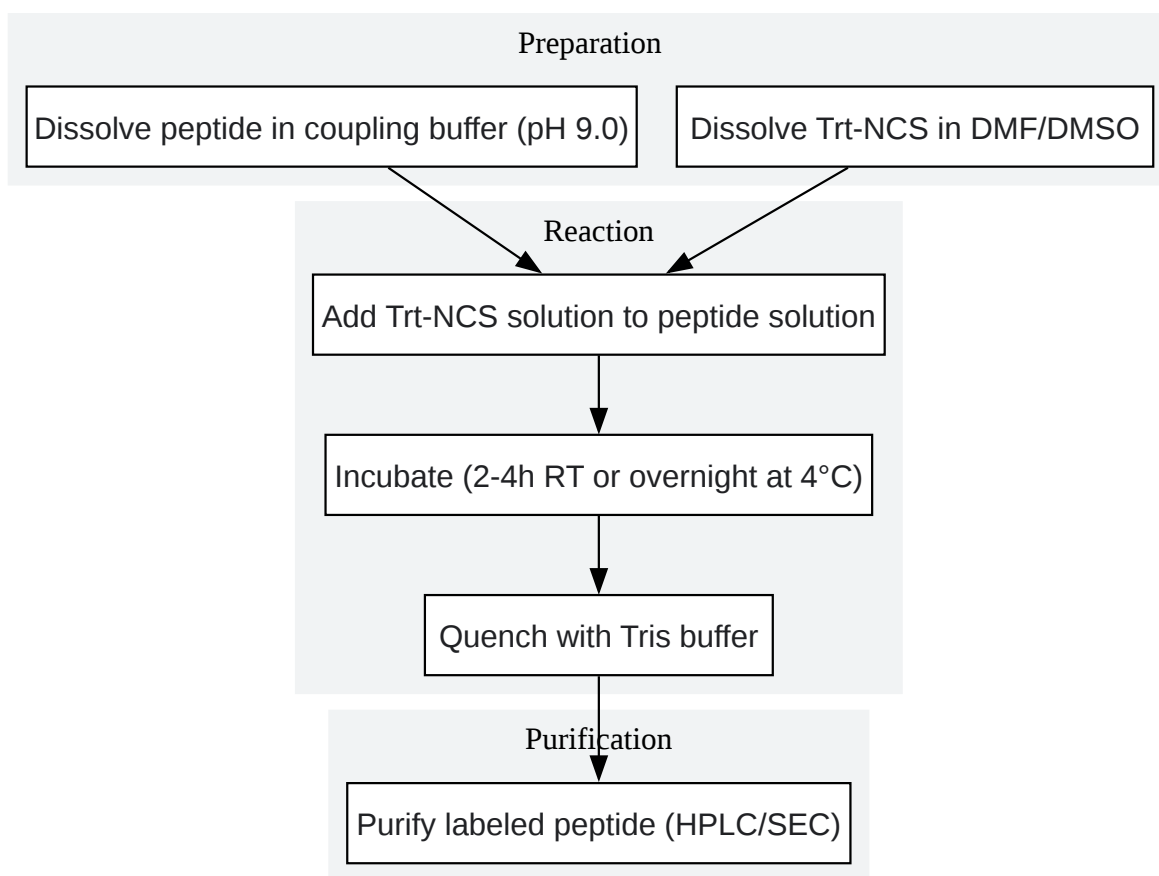 Preparation
Dissolve peptide in coupling buffer (pH 9.0)
Dissolve Trt-NCS in DMF/DMSO
Reaction
Add Trt-NCS solution to peptide solution
Incubate (2-4h RT or overnight at 4°C)
Quench with Tris buffer
Purification
Purify labeled peptide (HPLC/SEC)